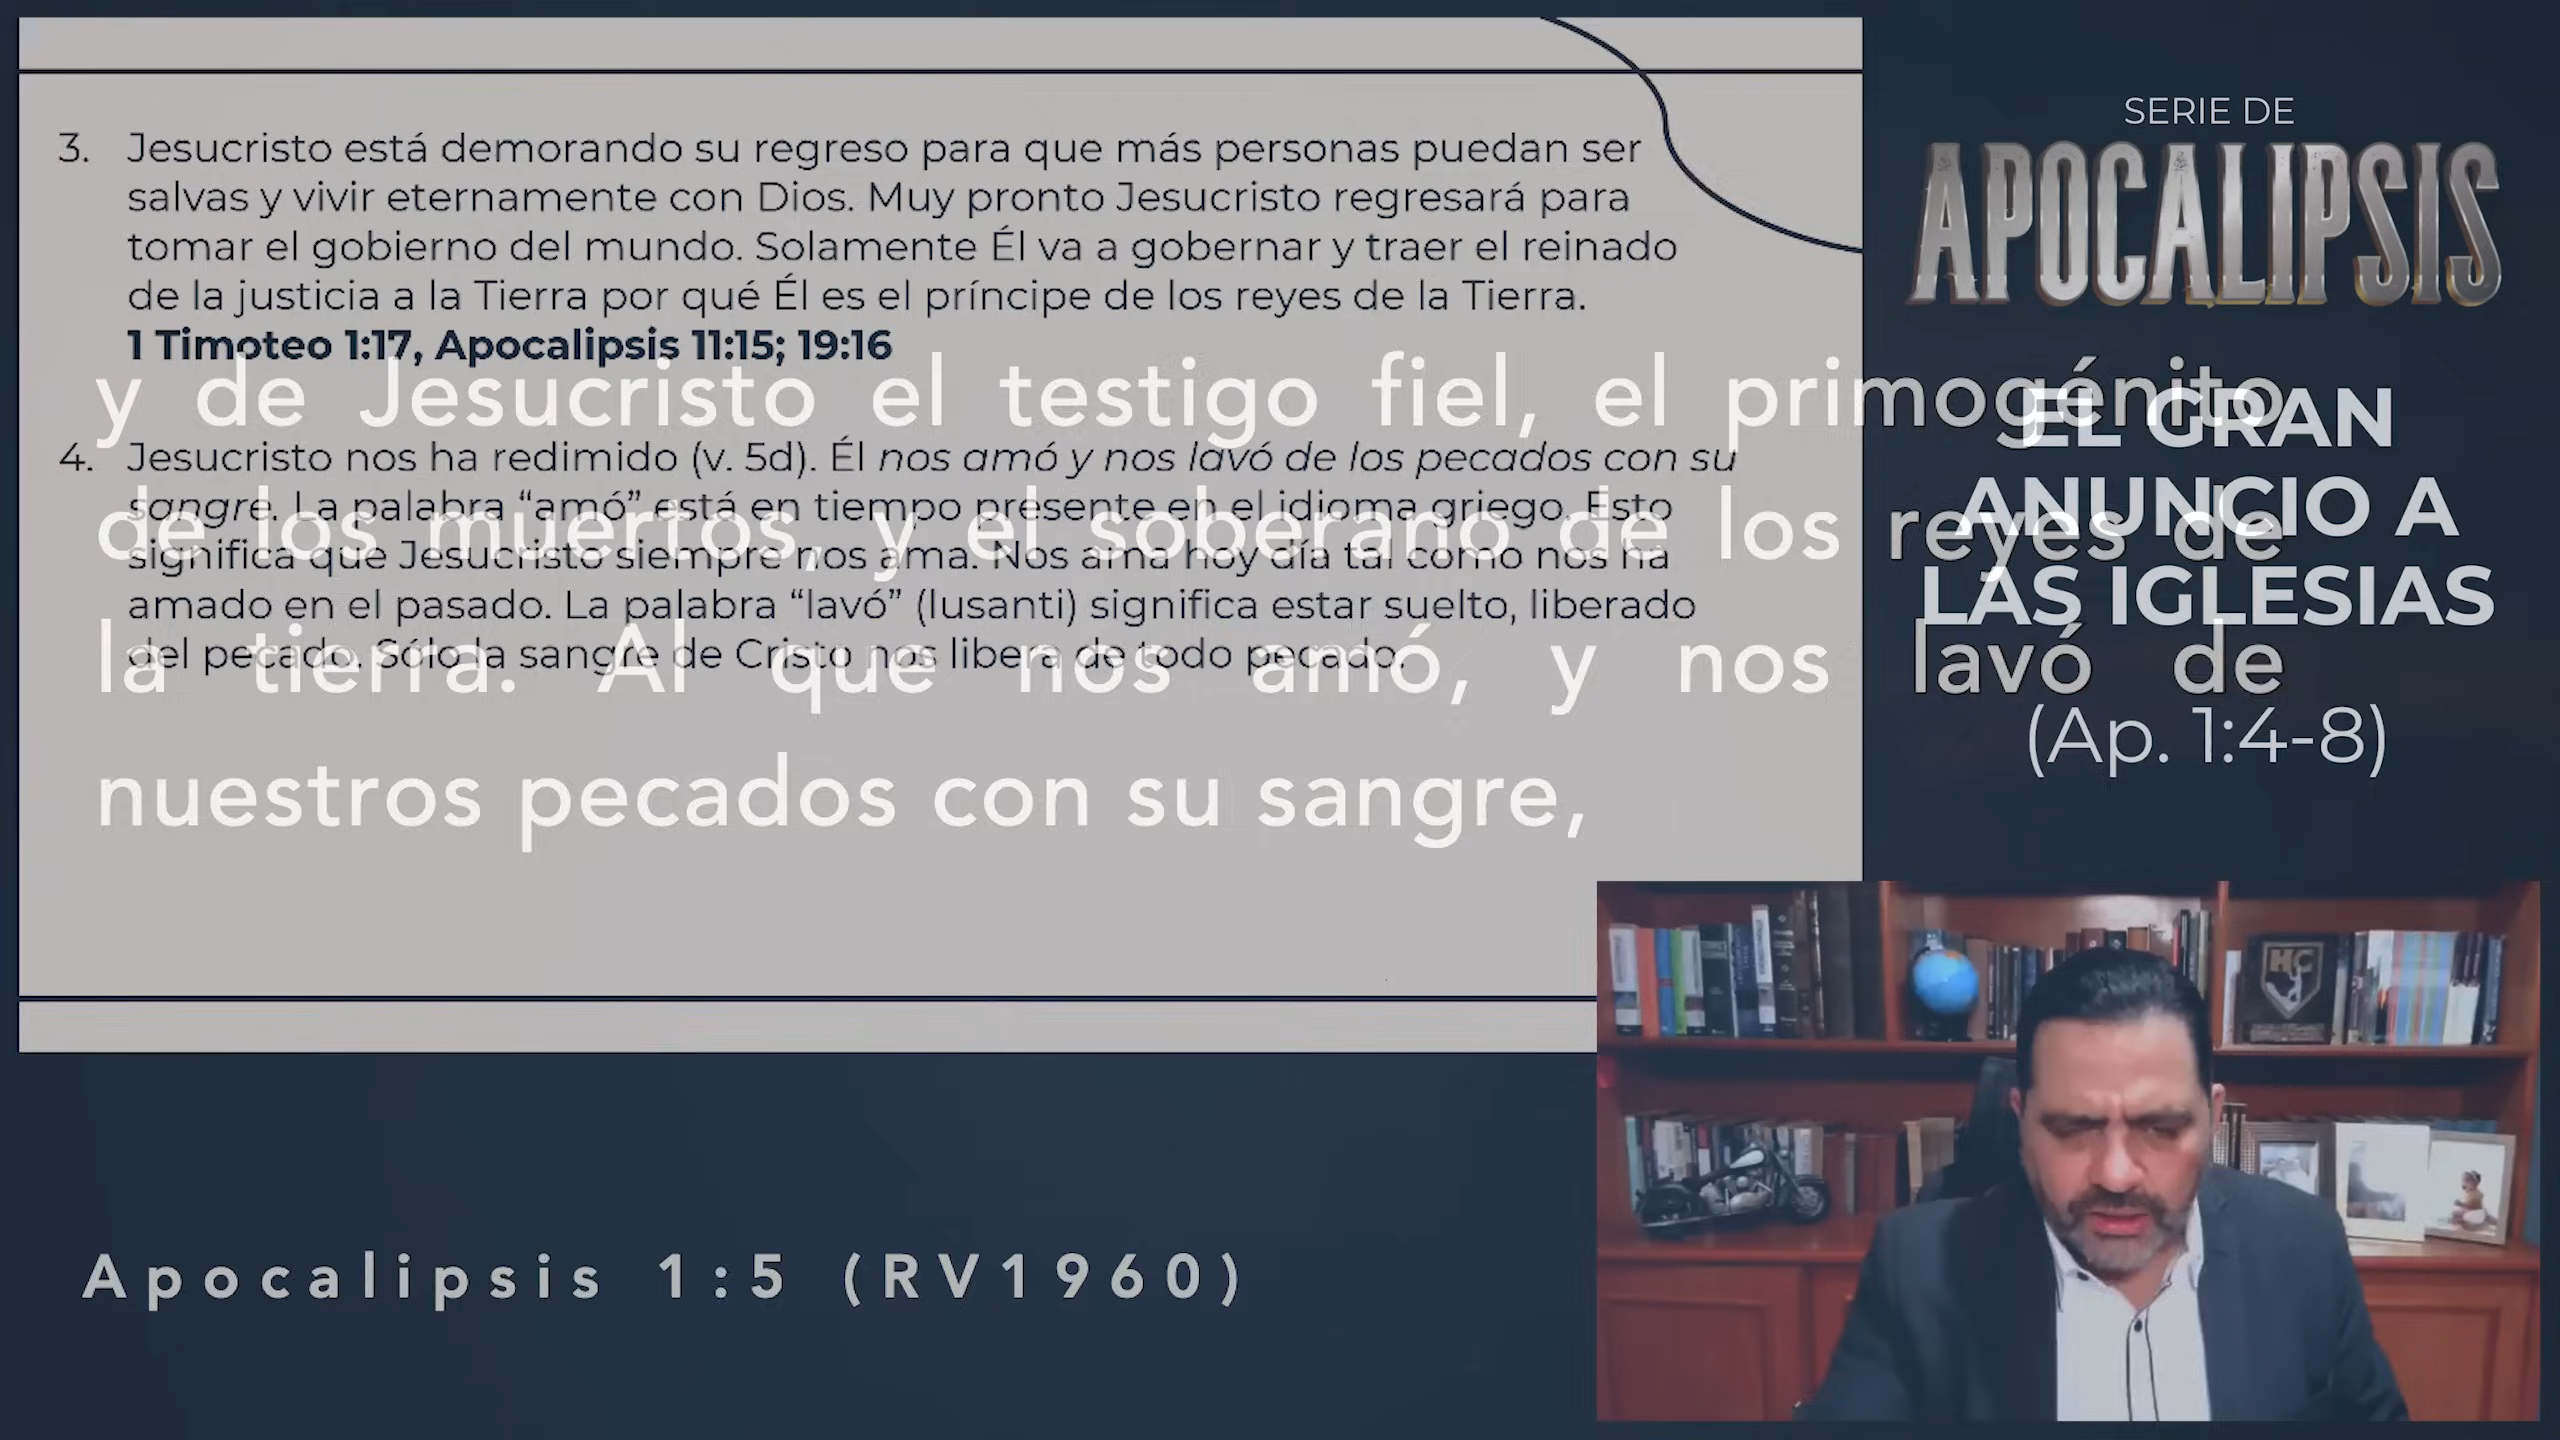 3. Jesucristo está demorando su regreso para que más personas puedan ser
salvas y vivir eternamente con Dios. Muy pronto Jesucristo regresará para
tomar el gobierno del mundo. Solamente Él va a gobernar y traer el reinado
de la justicia a la Tierra por qué Él es el príncipe de los reyes de la Tierra.
1 Timoteo 1:17, Apocalipsis 11:15; 19:16
4. Jesucristo nos ha redimido (v. 5d). Él nos amó y nos lavó de los pecados con su
sangre. La palabra “amó” está en tiempo presente en el idioma griego. Esto
significa que Jesucristo siempre nos ama. Nos ama hoy día tal como nos ha
amado en el pasado. La palabra “lavó” (lusanti) significa estar suelto, liberado
del pecado. Sólo la sangre de Cristo nos libera de todo pecado.
y de Jesucristo el testigo fiel, el primogénito
de los muertos, y el soberano de los reyes de
la tierra. Al que nos amó, y nos lavó de
nuestros pecados con su sangre,
Apocalipsis 1:5 (RV1960)
SERIE DE
APOCALIPSIS
EL GRAN
ANUNCIO A
LAS IGLESIAS
(Ap. 1:4-8)
HC